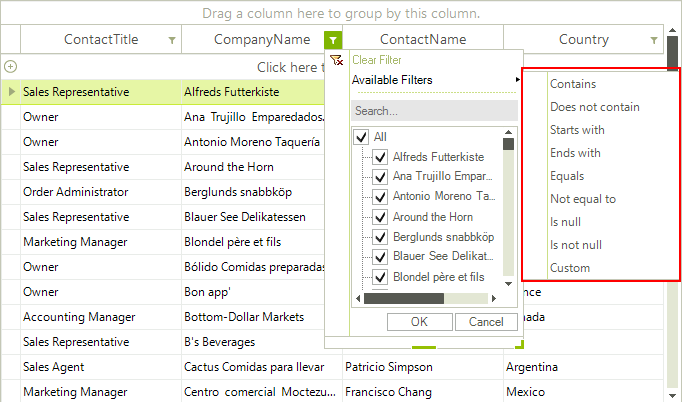 Drag a column here to group by this column.
ContactTitle CompanyName ContactName Country
Click here t
Sales Representative Alfreds Futterkiste
Owner Ana Trujillo Emparedados.
Owner Antonio Moreno Taquería
Sales Representative Around the Horn
Order Administrator Berglunds snabbköp
Sales Representative Blauer See Delikatessen
Marketing Manager Blondel père et fils
Owner Bólido Comidas preparadas
Owner Bon app'
Accounting Manager Bottom-Dollar Markets
Sales Representative B's Beverages
Sales Agent Cactus Comidas para llevar Patricio Simpson Argentina
Marketing Manager Centro comercial Moctezu... Francisco Chang Mexico
Clear Filter
Available Filters
Search...
All
Alfreds Futterkiste
Ana Trujillo Empar...
Antonio Moreno Ta...
Around the Horn
Berglunds snabbköp
Blauer See Delikat...
Blondel père et fils
OK Cancel
Contains
Does not contain
Starts with
Ends with
Equals
Not equal to
Is null
Is not null
Custom
nce
ada